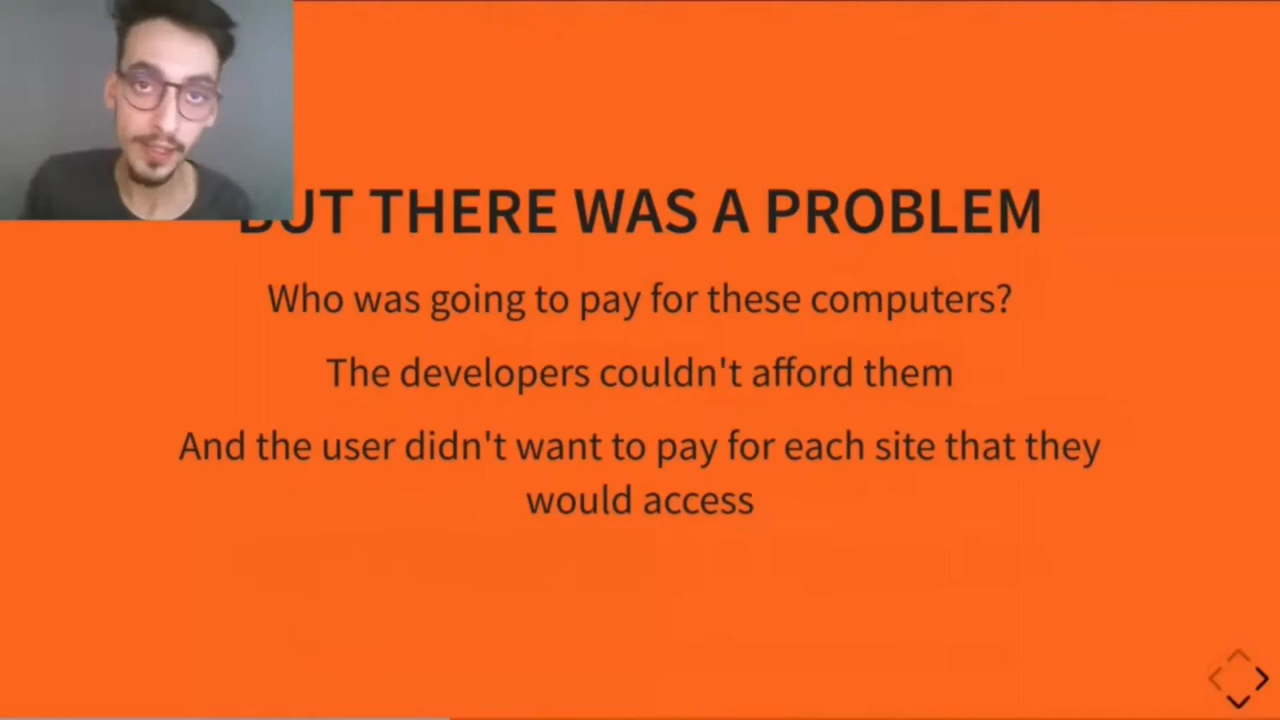 BUT THERE WAS A PROBLEM
Who was going to pay for these computers?
The developers couldn't afford them
And the user didn't want to pay for each site that they
would access